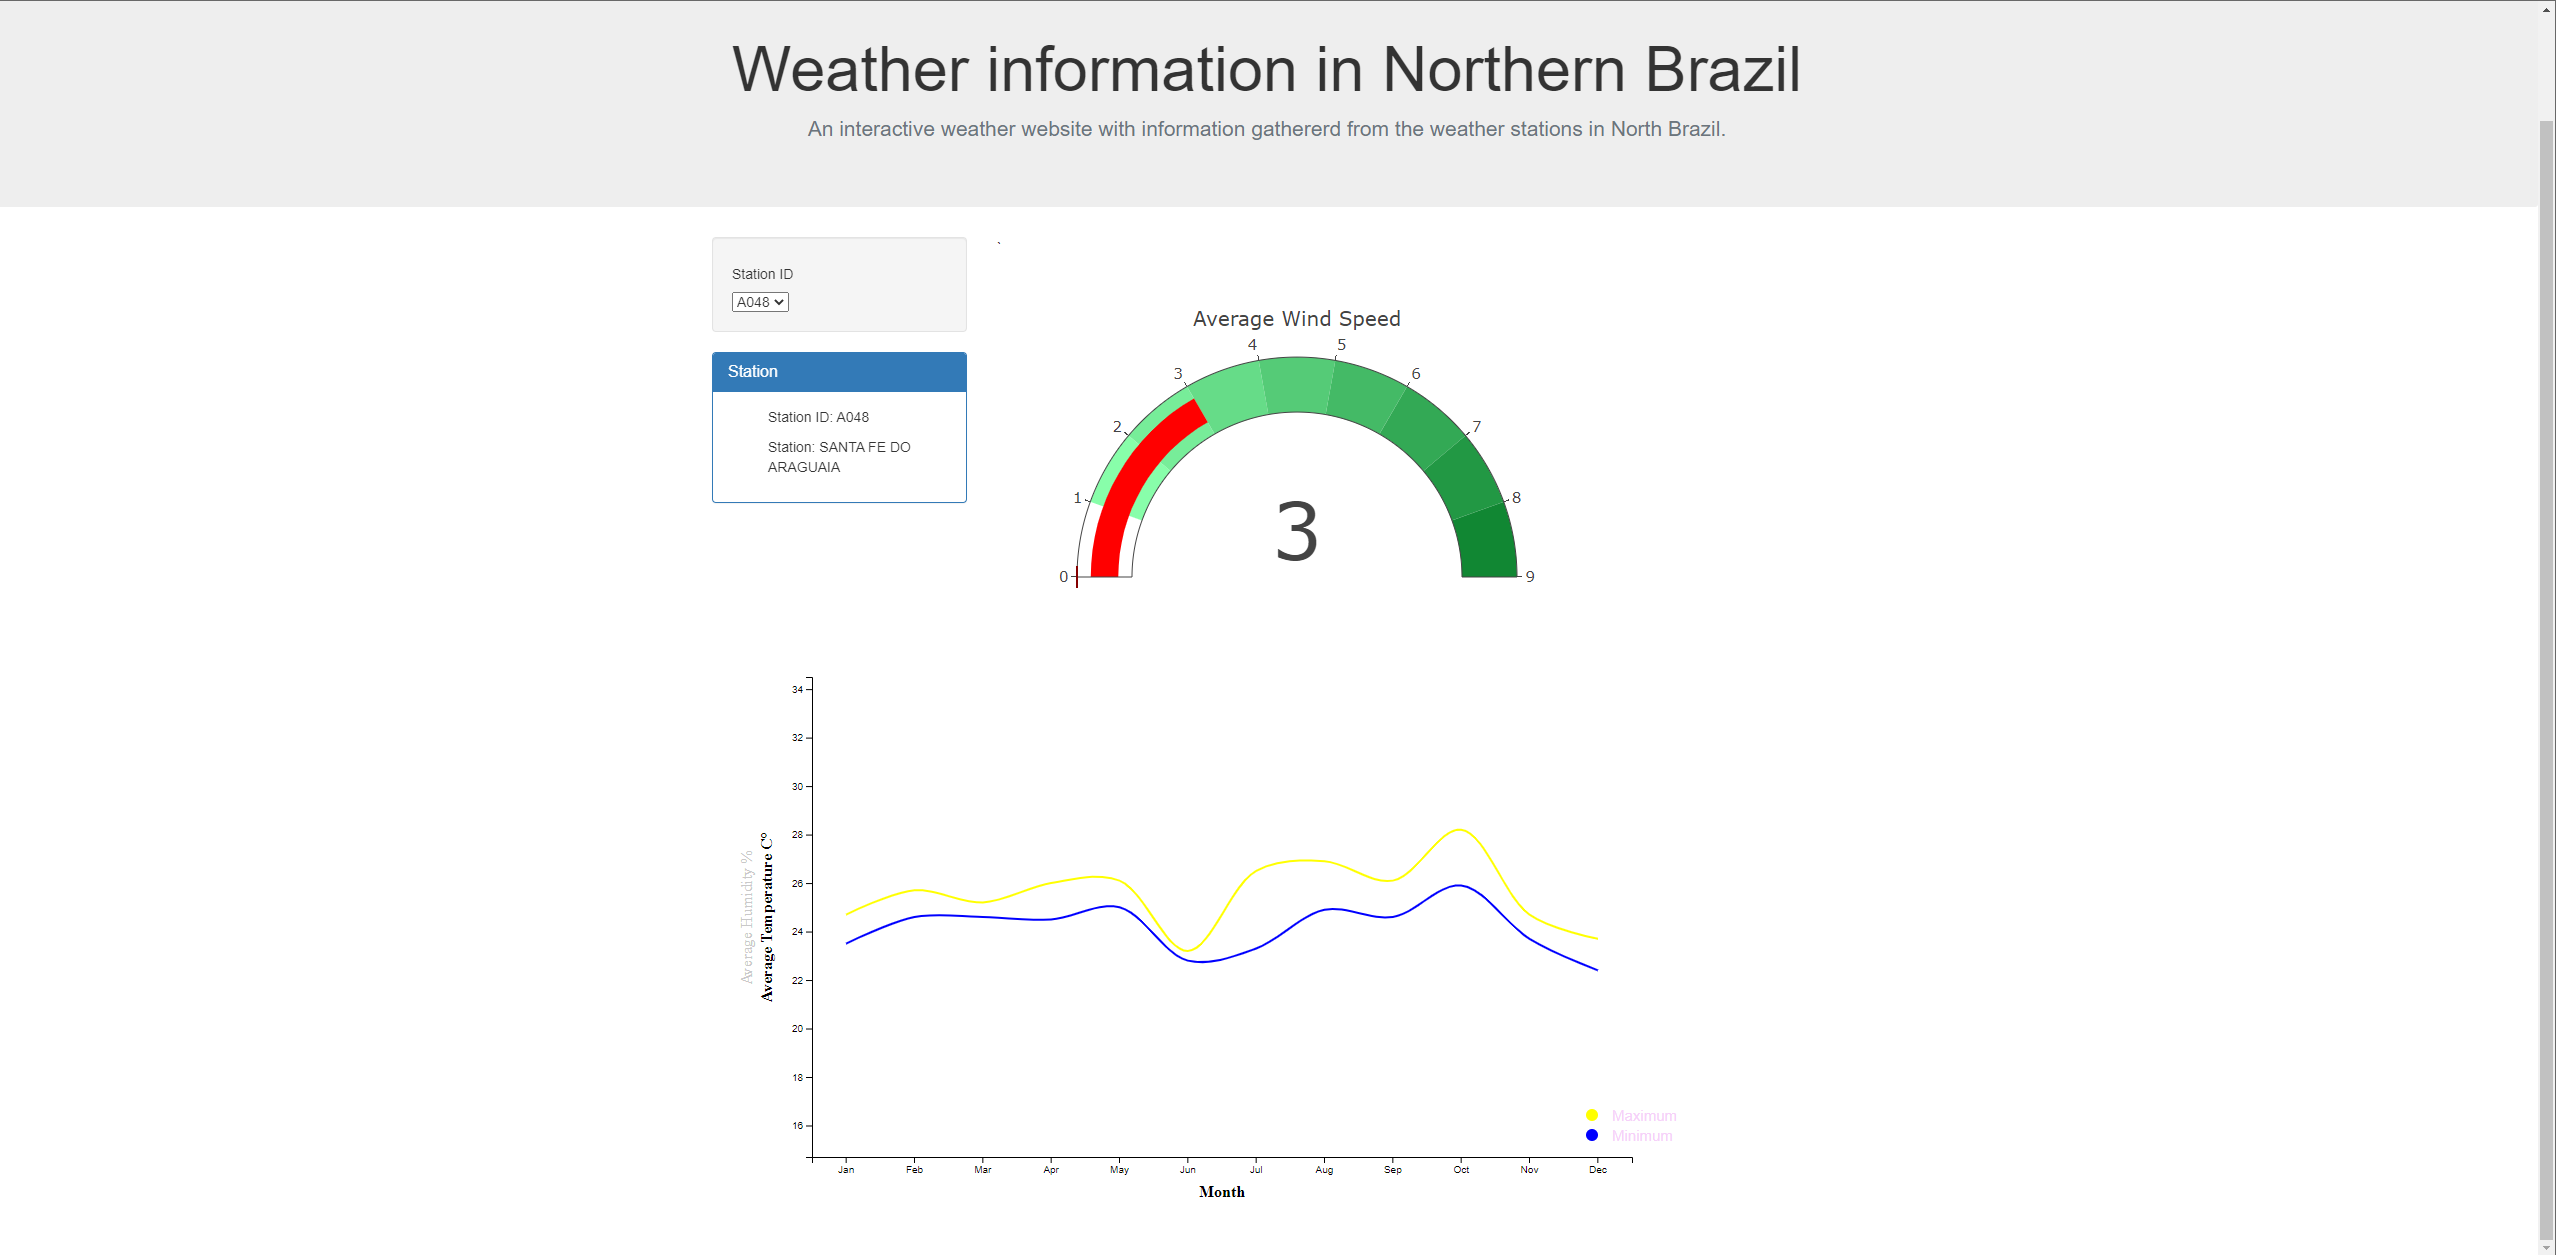 Weather information in Northern Brazil
An interactive weather website with information gathererd from the weather stations in North Brazil.
Station ID
A048
Station
Station ID: A048
Station: SANTA FE DO
ARAGUAIA
`
Average Wind Speed
0
1
2
3
4
5
6
7
8
9
3
34
32
30
28
26
24
22
20
18
16
Average Humidity %
Average Temperature Cº
Maximum
Minimum
Jan Feb Mar Apr May Jun Jul Aug Sep Oct Nov Dec
Month